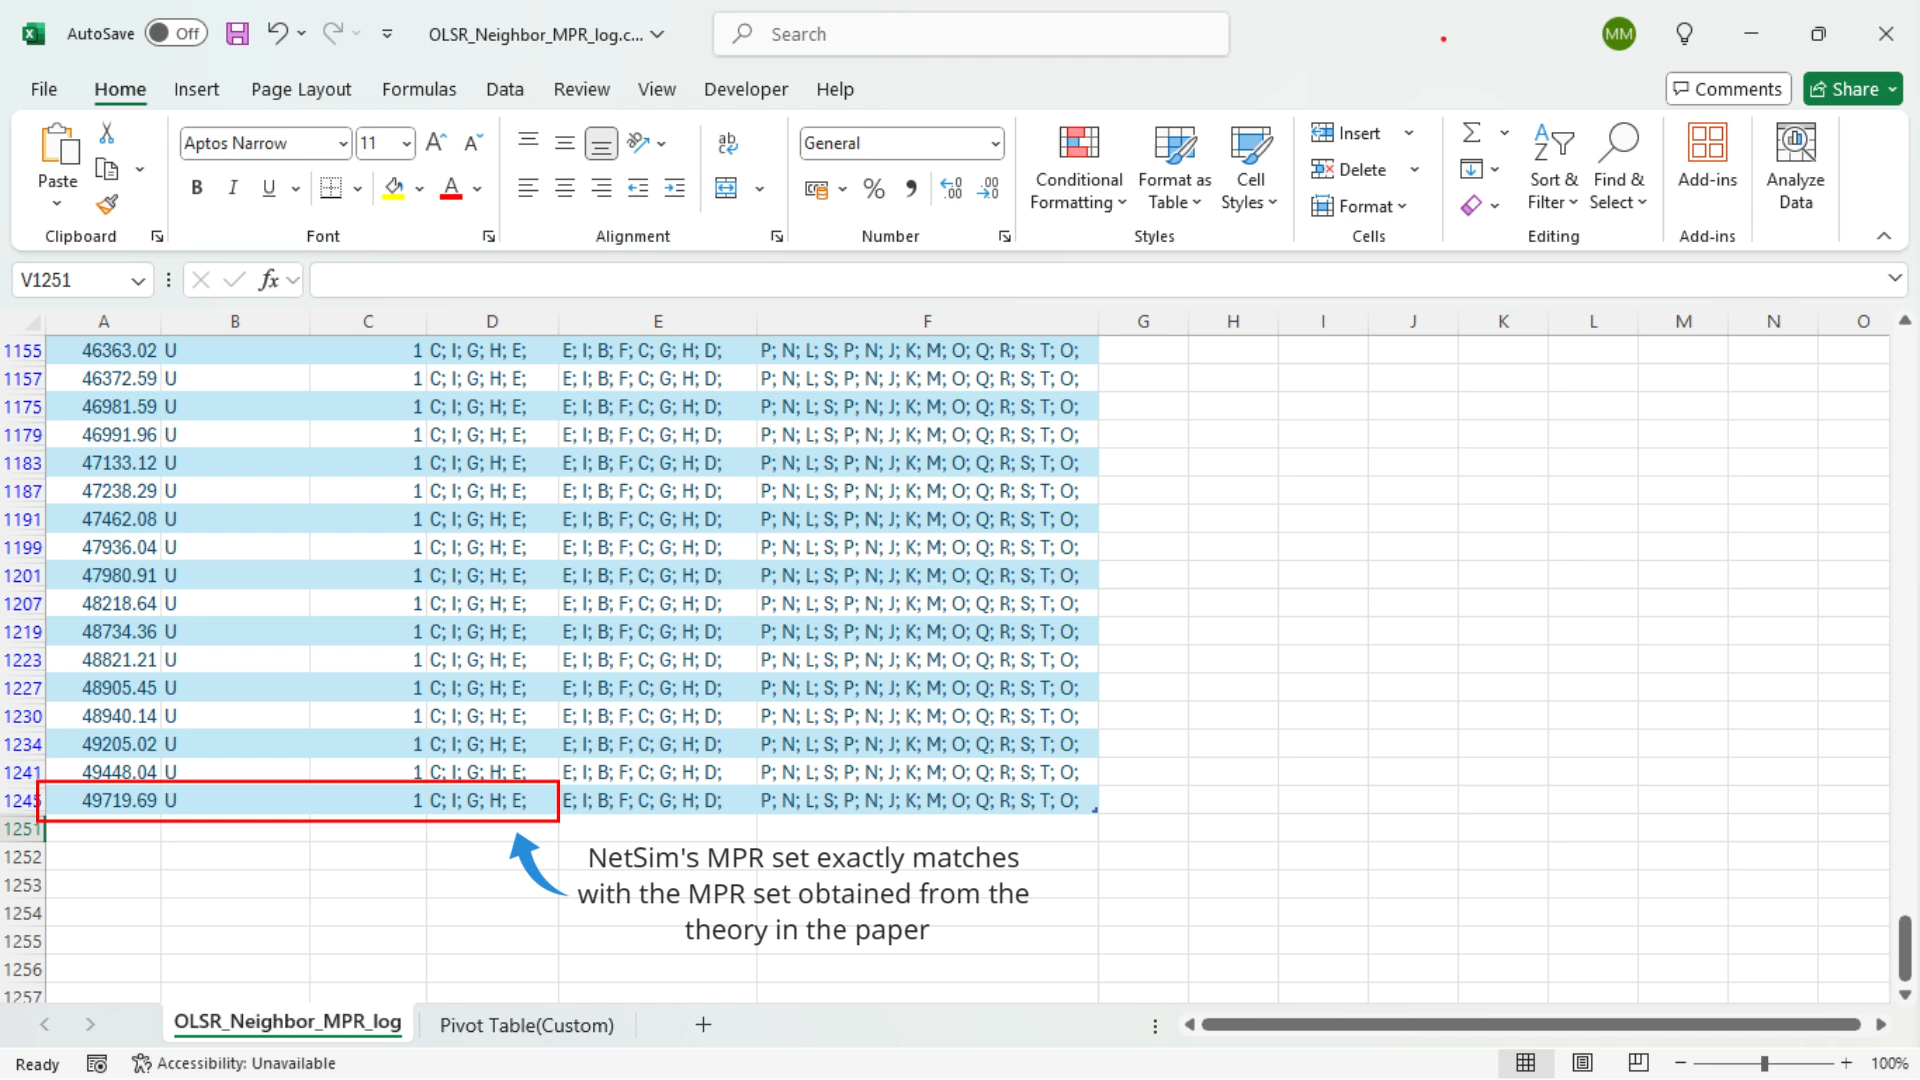 AutoSave Off OLSR_Neighbor_MPR_log.c... Search MM
File Home Insert Page Layout Formulas Data Review View Developer Help Comments Share
Paste
Clipboard
Aptos Narrow 11
B I U A
Font
ab
Alignment
General
% 9 .00
Number
Conditional Formatting
Format as Table
Cell Styles
Styles
Insert
Delete
Format
Cells
Sort & Filter
Find & Select
Editing
Add-ins
Add-ins
Analyze Data
V1251 fx
A B C D E F G H I J K L M N O
1155 46363.02 U 1 C; I; G; H; E; E; I; B; F; C; G; H; D; P; N; L; S; P; N; J; K; M; O; Q; R; S; T; O;
1157 46372.59 U 1 C; I; G; H; E; E; I; B; F; C; G; H; D; P; N; L; S; P; N; J; K; M; O; Q; R; S; T; O;
1175 46981.59 U 1 C; I; G; H; E; E; I; B; F; C; G; H; D; P; N; L; S; P; N; J; K; M; O; Q; R; S; T; O;
1179 46991.96 U 1 C; I; G; H; E; E; I; B; F; C; G; H; D; P; N; L; S; P; N; J; K; M; O; Q; R; S; T; O;
1183 47133.12 U 1 C; I; G; H; E; E; I; B; F; C; G; H; D; P; N; L; S; P; N; J; K; M; O; Q; R; S; T; O;
1187 47238.29 U 1 C; I; G; H; E; E; I; B; F; C; G; H; D; P; N; L; S; P; N; J; K; M; O; Q; R; S; T; O;
1191 47462.08 U 1 C; I; G; H; E; E; I; B; F; C; G; H; D; P; N; L; S; P; N; J; K; M; O; Q; R; S; T; O;
1199 47936.04 U 1 C; I; G; H; E; E; I; B; F; C; G; H; D; P; N; L; S; P; N; J; K; M; O; Q; R; S; T; O;
1201 47980.91 U 1 C; I; G; H; E; E; I; B; F; C; G; H; D; P; N; L; S; P; N; J; K; M; O; Q; R; S; T; O;
1207 48218.64 U 1 C; I; G; H; E; E; I; B; F; C; G; H; D; P; N; L; S; P; N; J; K; M; O; Q; R; S; T; O;
1219 48734.36 U 1 C; I; G; H; E; E; I; B; F; C; G; H; D; P; N; L; S; P; N; J; K; M; O; Q; R; S; T; O;
1223 48821.21 U 1 C; I; G; H; E; E; I; B; F; C; G; H; D; P; N; L; S; P; N; J; K; M; O; Q; R; S; T; O;
1227 48905.45 U 1 C; I; G; H; E; E; I; B; F; C; G; H; D; P; N; L; S; P; N; J; K; M; O; Q; R; S; T; O;
1230 48940.14 U 1 C; I; G; H; E; E; I; B; F; C; G; H; D; P; N; L; S; P; N; J; K; M; O; Q; R; S; T; O;
1234 49205.02 U 1 C; I; G; H; E; E; I; B; F; C; G; H; D; P; N; L; S; P; N; J; K; M; O; Q; R; S; T; O;
1241 49448.04 U 1 C; I; G; H; E; E; I; B; F; C; G; H; D; P; N; L; S; P; N; J; K; M; O; Q; R; S; T; O;
1245 49719.69 U 1 C; I; G; H; E; E; I; B; F; C; G; H; D; P; N; L; S; P; N; J; K; M; O; Q; R; S; T; O;
1251
1252
1253
1254
1255
1256
1257
NetSim's MPR set exactly matches
with the MPR set obtained from the
theory in the paper
OLSR_Neighbor_MPR_log Pivot Table(Custom)
Ready Accessibility: Unavailable 100%